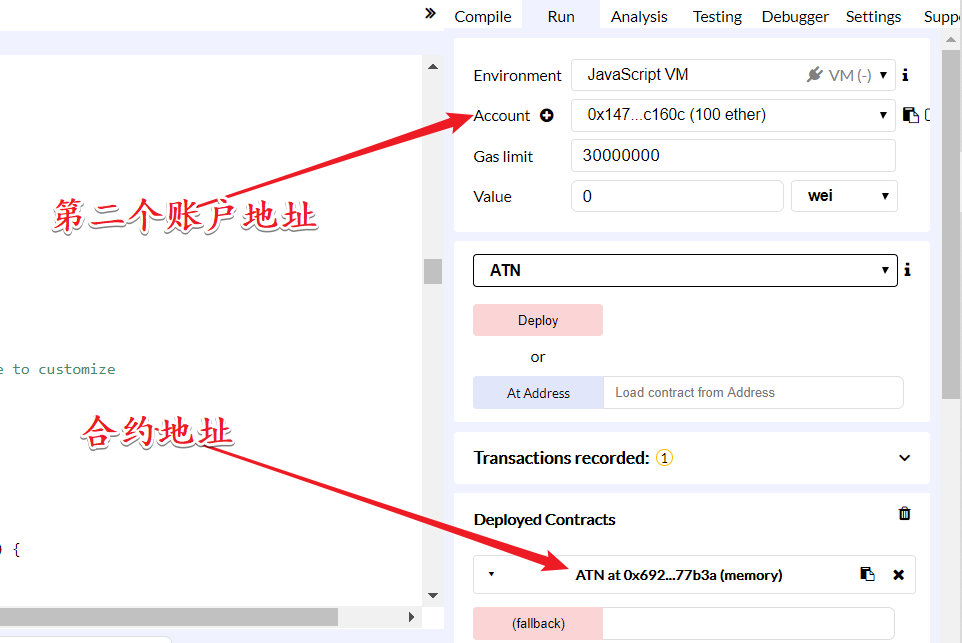 Compile Run Analysis Testing Debugger Settings Suppo
Environment JavaScript VM VM (-)
Account 0x147...c160c (100 ether)
Gas limit 30000000
Value 0 wei
第二个账户地址
ATN
Deploy
or
At Address Load contract from Address
e to customize
合约地址
Transactions recorded: 1
Deployed Contracts
) {
ATN at 0x692...77b3a (memory)
(fallback)